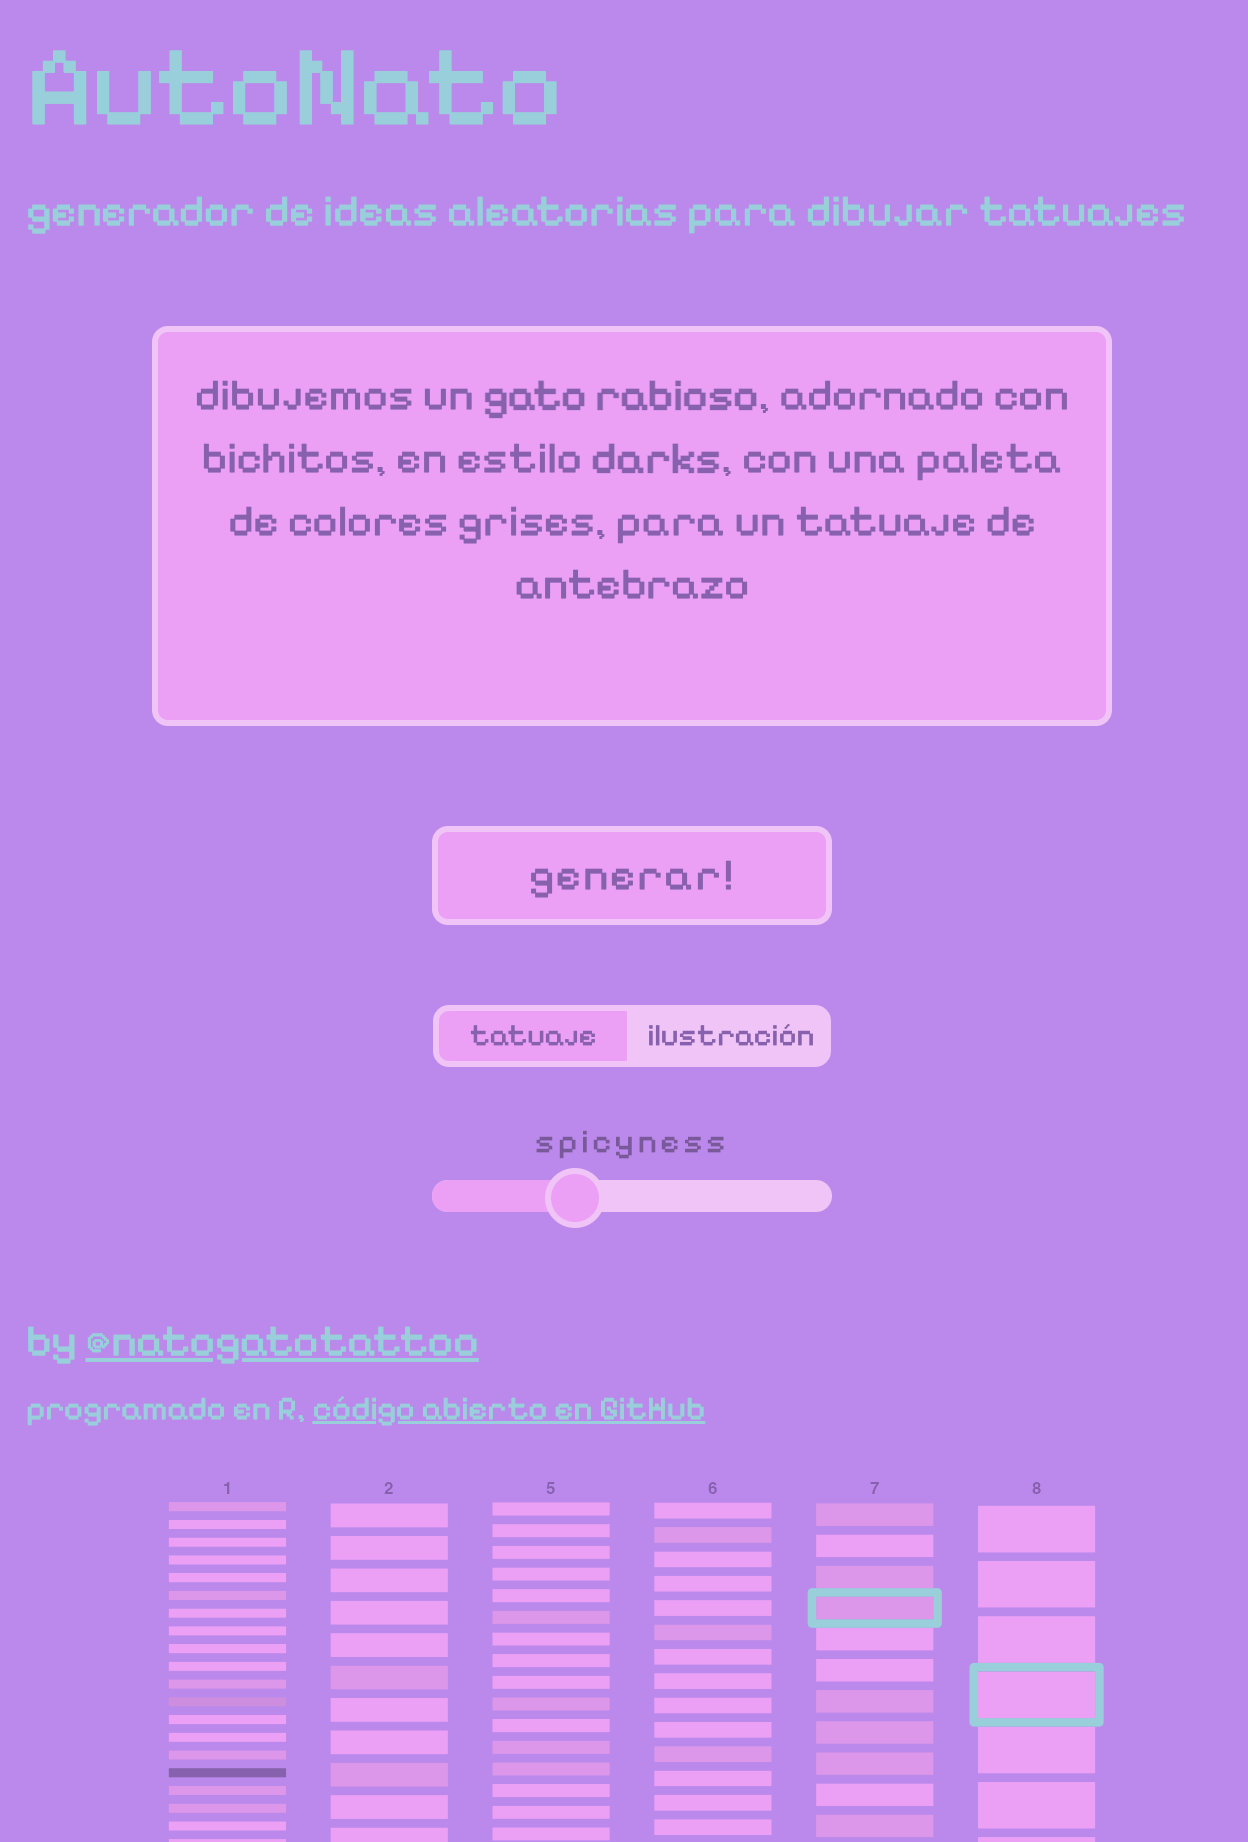 AutoNato
generador de ideas aleatorias para dibujar tatuajes
dibujemos un gato rabioso, adornado con
bichitos, en estilo darks, con una paleta
de colores grises, para un tatuaje de
antebrazo
generar!
tatuaje ilustración
spicyness
by @natogatotattoo
programado en R, código abierto en GitHub
1 2 5 6 7 8